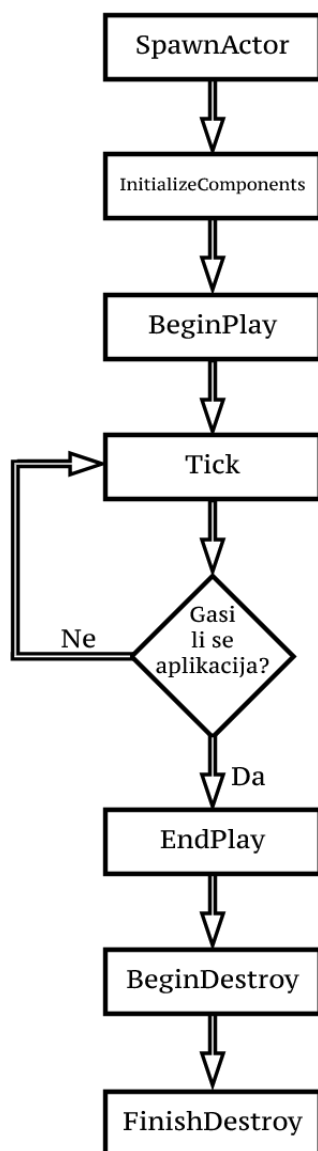 SpawnActor
InitializeComponents
BeginPlay
Tick
Gasi
li se
aplikacija?
Ne
Da
EndPlay
BeginDestroy
FinishDestroy